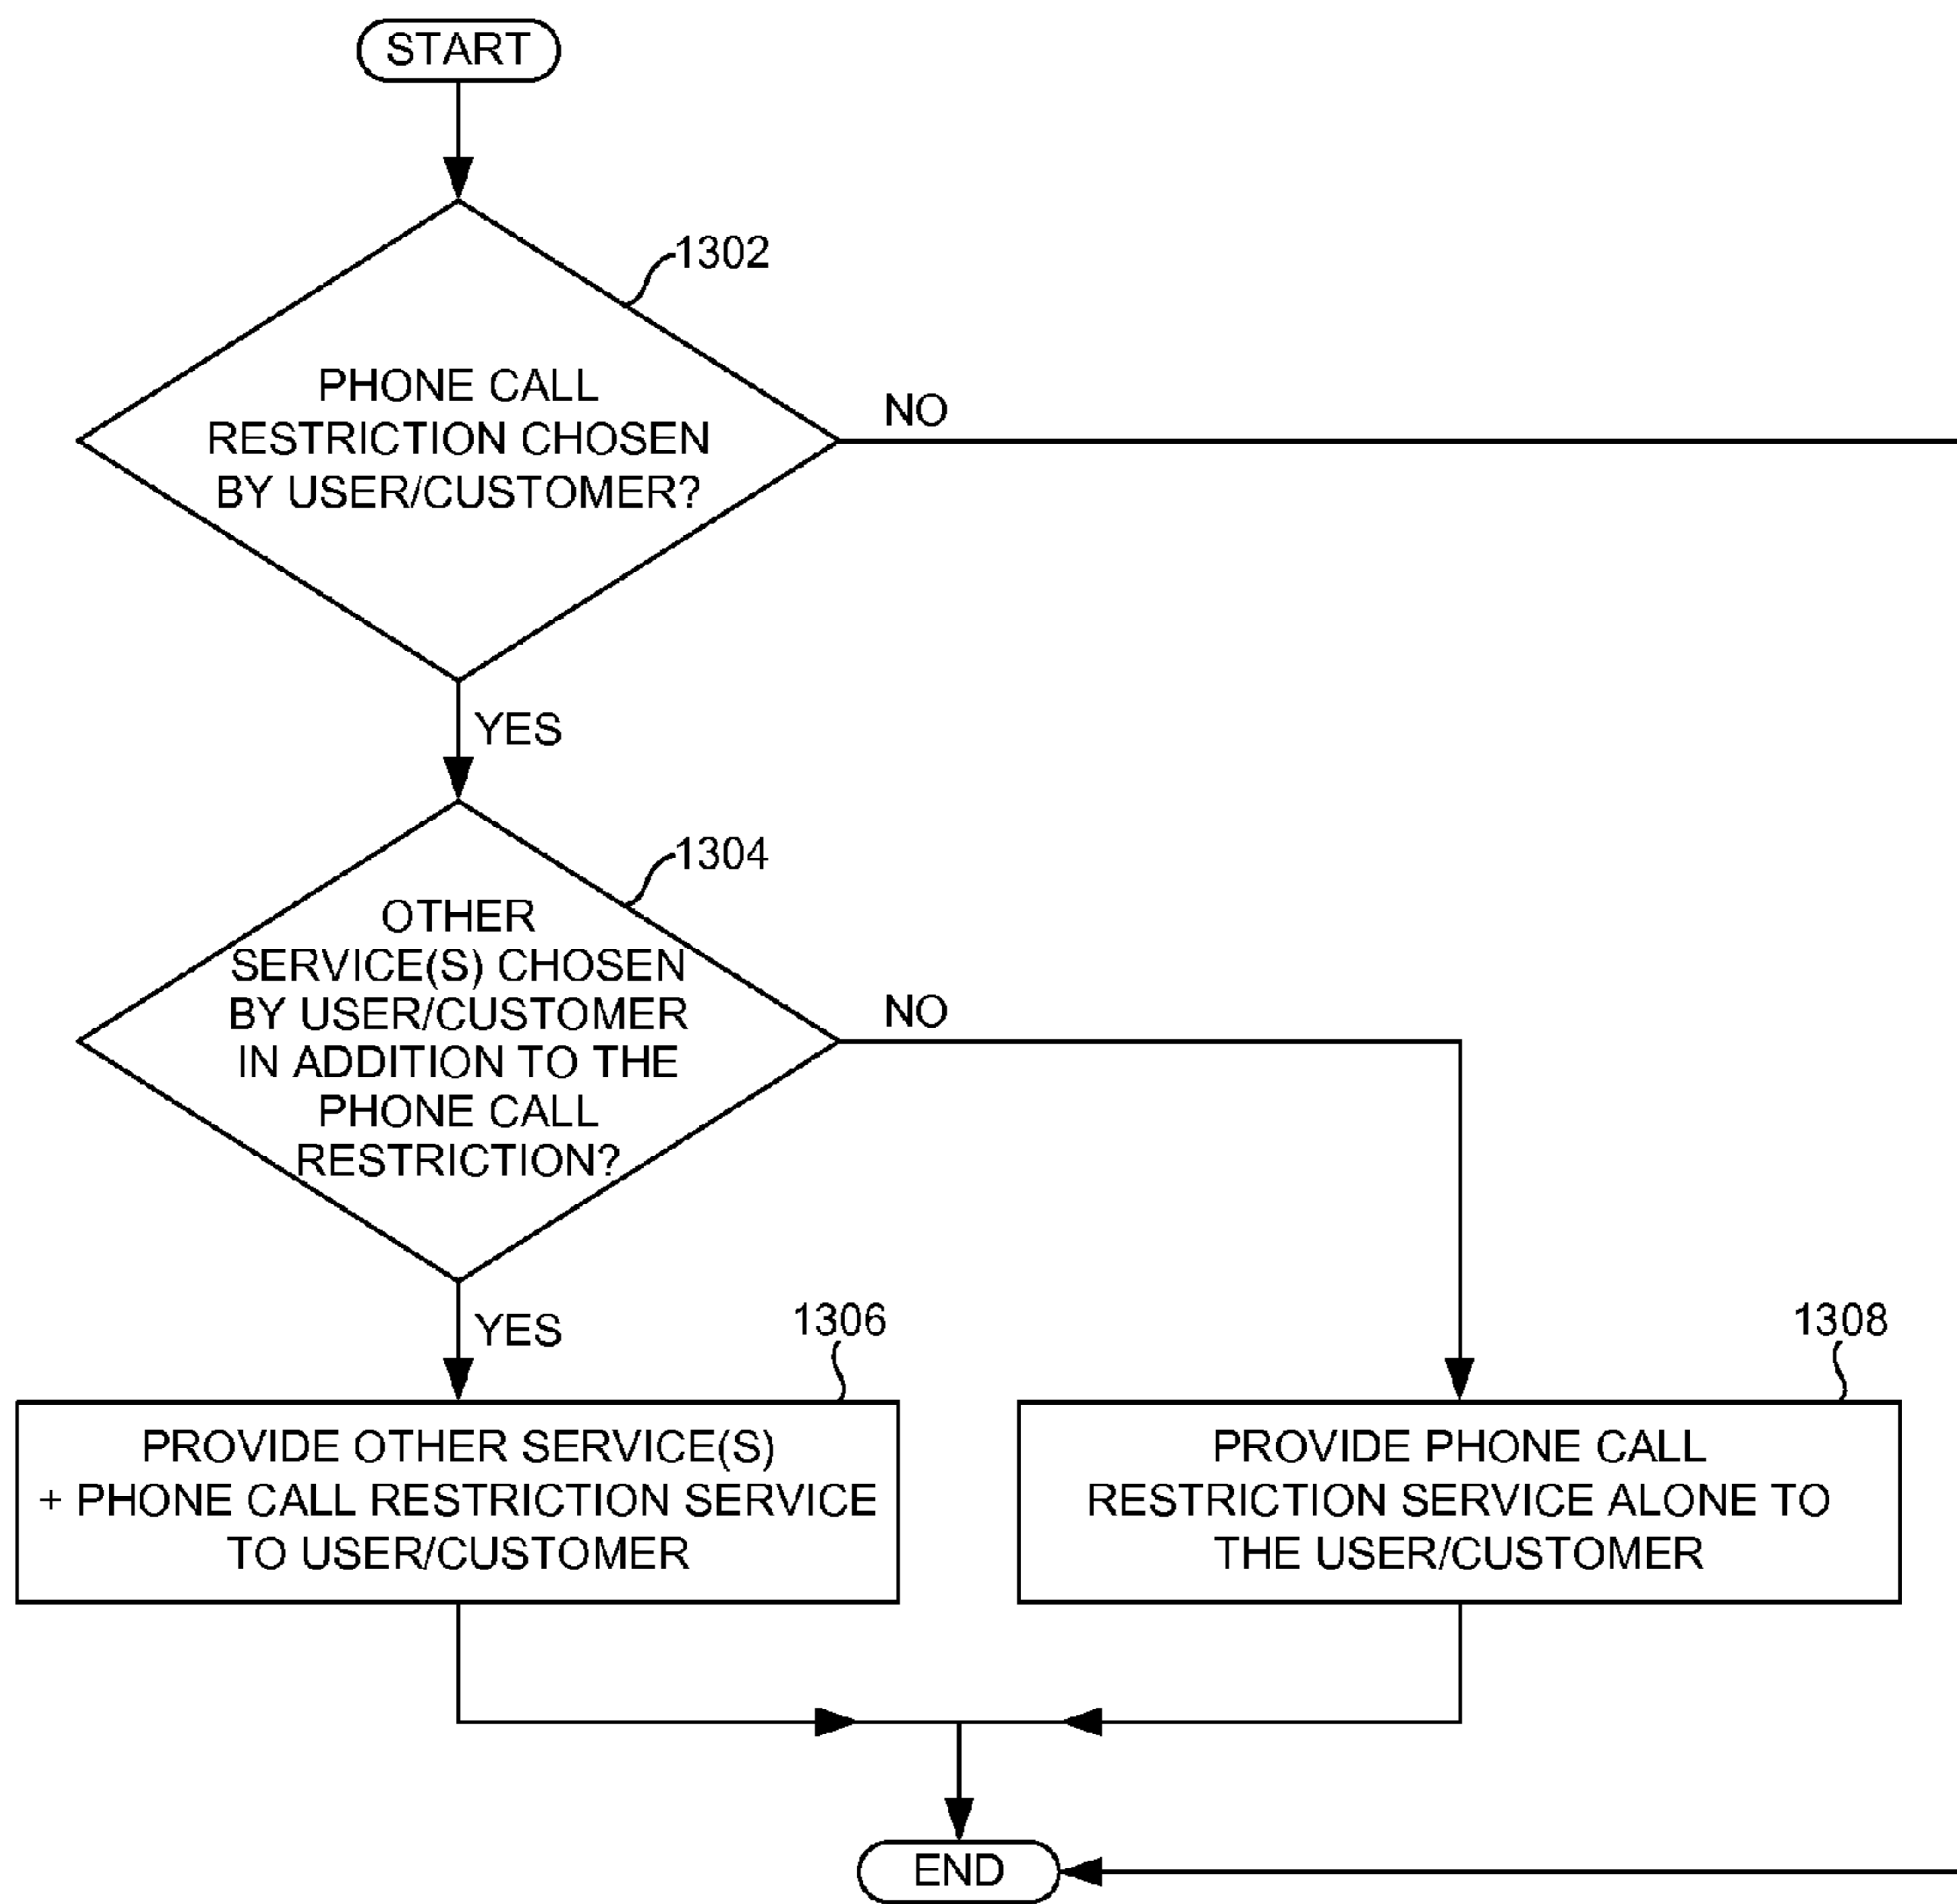 START
1302
PHONE CALL
RESTRICTION CHOSEN
BY USER/CUSTOMER?
NO
YES
1304
OTHER
SERVICE(S) CHOSEN
BY USER/CUSTOMER
IN ADDITION TO THE
PHONE CALL
RESTRICTION?
NO
YES
1306
PROVIDE OTHER SERVICE(S)
+ PHONE CALL RESTRICTION SERVICE
TO USER/CUSTOMER
1308
PROVIDE PHONE CALL
RESTRICTION SERVICE ALONE TO
THE USER/CUSTOMER
END